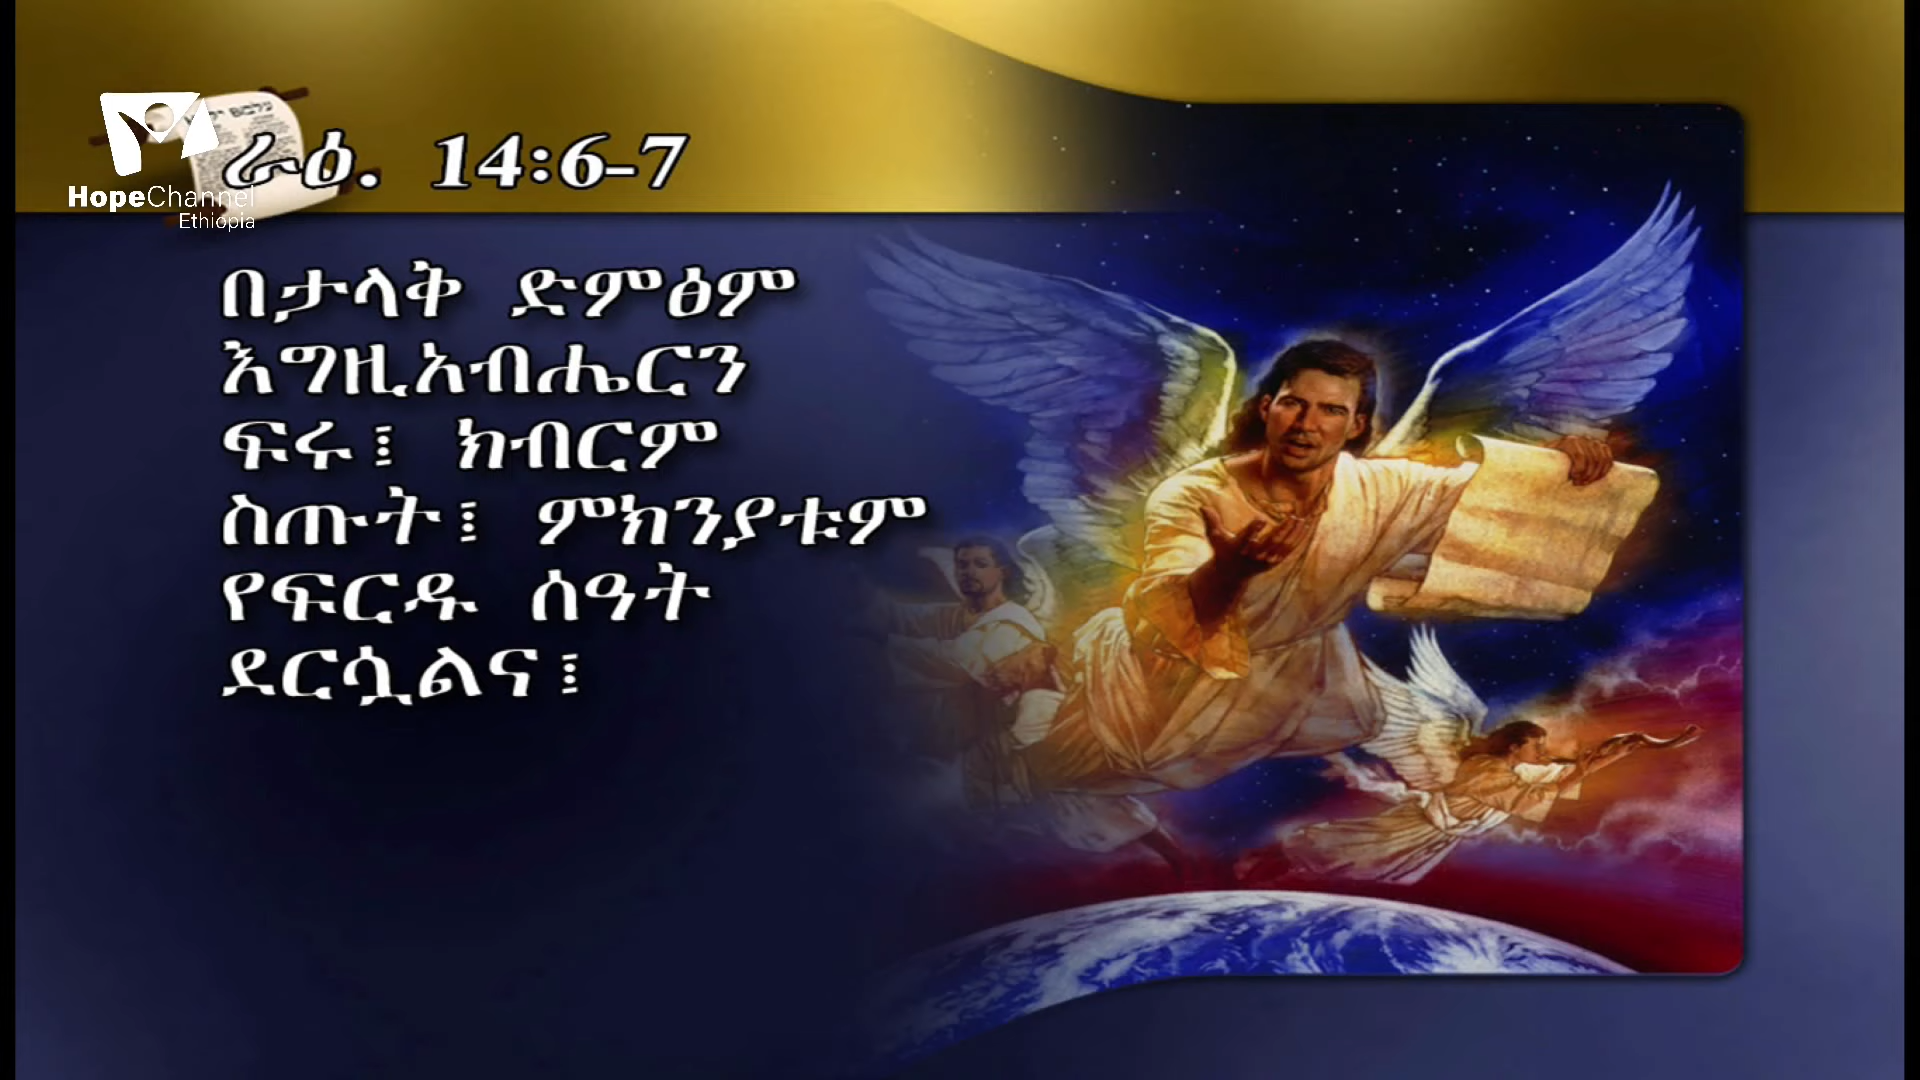 HopeChannel
Ethiopia
ራዕ. 14፡6-7
በታላቅ ድምፅም
እግዚአብሔርን
ፍሩ፤ ክብርም
ስጡት፤ ምክንያቱም
የፍርዱ ሰዓት
ደርሷልና፤